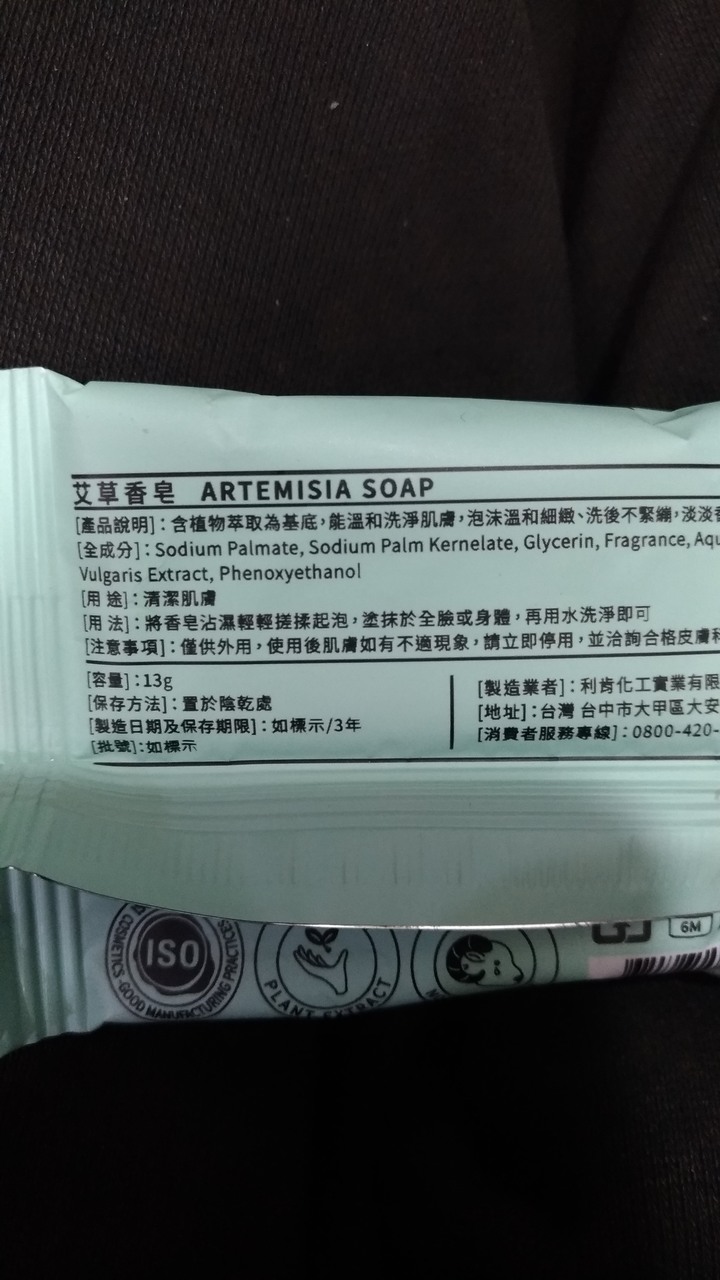 艾草香皂 ARTEMISIA SOAP
[產品說明]：含植物萃取為基底，能溫和洗淨肌膚，泡沫溫和細緻、洗後不緊繃，淡淡
[全成分]：Sodium Palmate, Sodium Palm Kernelate, Glycerin, Fragrance,
Vulgaris Extract, Phenoxyethanol
[用 途]：清潔肌膚
[用 法]：將香皂沾濕輕輕搓揉起泡，塗抹於全臉或身體，再用水洗淨即可
[注意事項]：僅供外用，使用後肌膚如有不適現象，請立即停用，並洽詢合格皮膚
[容量]：13g
[保存方法]：置於陰乾處
[製造日期及保存期限]：如標示/3年
[批號]：如標示
[製造業者]：利肯化工實業有限
[地址]：台灣 台中市大甲區大安
[消費者服務專線]：0800-420-
ISO
COSMETICS-GOOD MANUFACTURING PRACTICES
PLANT EXTRACT
6M